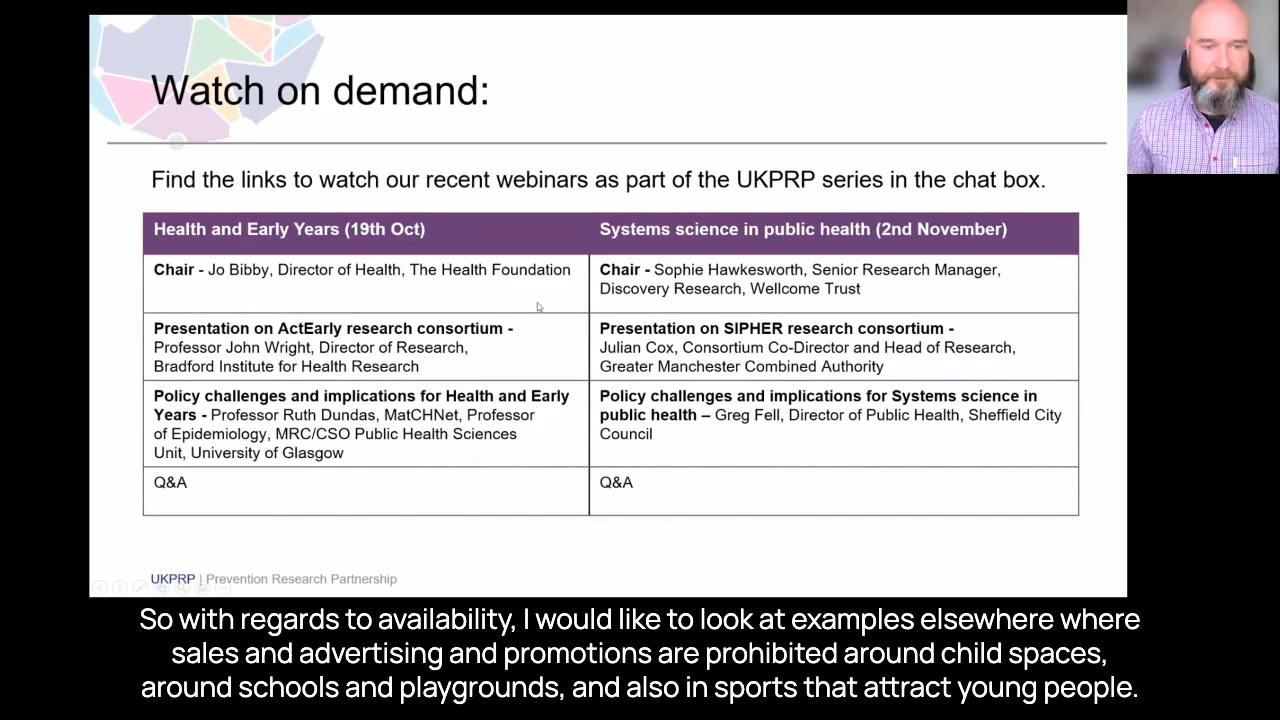 Watch on demand:
Find the links to watch our recent webinars as part of the UKPRP series in the chat box.
Health and Early Years (19th Oct)
Systems science in public health (2nd November)
Chair - Jo Bibby, Director of Health, The Health Foundation
Chair - Sophie Hawkesworth, Senior Research Manager,
Discovery Research, Wellcome Trust
Presentation on ActEarly research consortium -
Professor John Wright, Director of Research,
Bradford Institute for Health Research
Presentation on SIPHER research consortium -
Julian Cox, Consortium Co-Director and Head of Research,
Greater Manchester Combined Authority
Policy challenges and implications for Health and Early
Years - Professor Ruth Dundas, MatCHNet, Professor
of Epidemiology, MRC/CSO Public Health Sciences
Unit, University of Glasgow
Policy challenges and implications for Systems science in
public health – Greg Fell, Director of Public Health, Sheffield City
Council
Q&A
Q&A
UKPRP | Prevention Research Partnership
So with regards to availability, I would like to look at examples elsewhere where
sales and advertising and promotions are prohibited around child spaces,
around schools and playgrounds, and also in sports that attract young people.